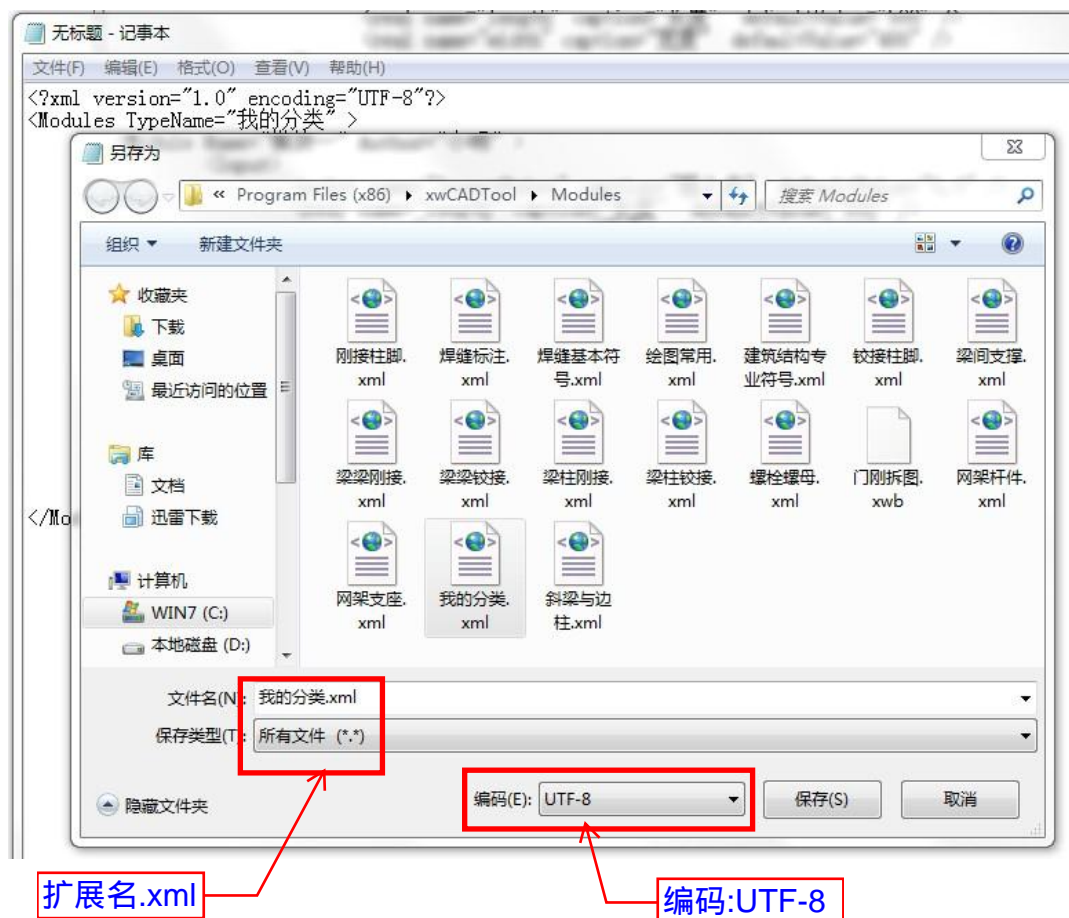 无标题 - 记事本
文件(F) 编辑(E) 格式(O) 查看(V) 帮助(H)
<?xml version="1.0" encoding="UTF-8"?>
<Modules TypeName="我的分类" >
另存为
« Program Files (x86) ▸ xwCADTool ▸ Modules
搜索 Modules
组织 新建文件夹
收藏夹
下载
桌面
最近访问的位置
库
文档
迅雷下载
计算机
WIN7 (C:)
本地磁盘 (D:)
刚接柱脚.
xml
焊缝标注.
xml
焊缝基本符
号.xml
绘图常用.
xml
建筑结构专
业符号.xml
铰接柱脚.
xml
梁间支撑.
xml
梁梁刚接.
xml
梁梁铰接.
xml
梁柱刚接.
xml
梁柱铰接.
xml
螺栓螺母.
xml
门刚拆图.
xwb
网架杆件.
xml
网架支座.
xml
我的分类.
xml
斜梁与边
柱.xml
</Mo
文件名(N): 我的分类.xml
保存类型(T): 所有文件 (*.*)
隐藏文件夹
编码(E): UTF-8
保存(S)
取消
扩展名.xml
编码:UTF-8